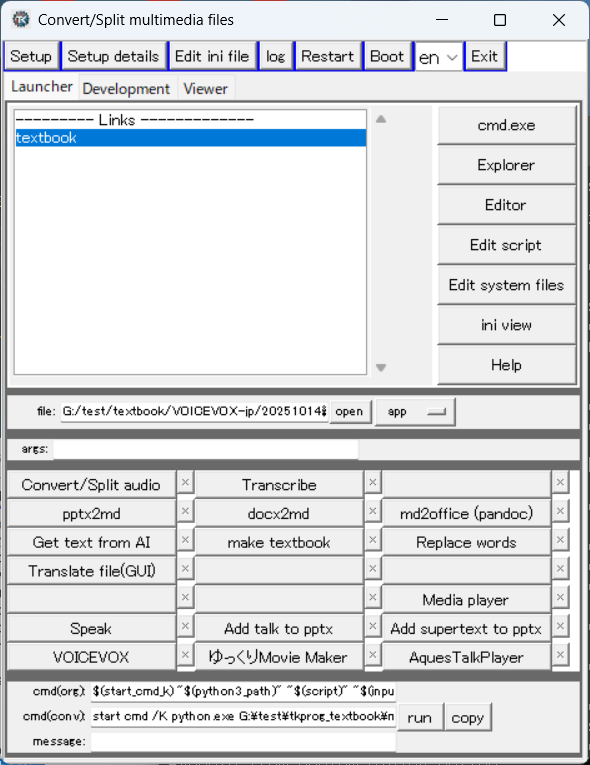 Convert/Split multimedia files
Setup Setup details Edit ini file log Restart Boot en Exit
Launcher Development Viewer
--------- Links -------------
textbook
cmd.exe
Explorer
Editor
Edit script
Edit system files
ini view
Help
file: G:/test/textbook/VOICEVOX-jp/20251014 open app
args:
Convert/Split audio × Transcribe × ×
pptx2md × docx2md × md2office (pandoc) ×
Get text from AI × make textbook × Replace words ×
Translate file(GUI) × × ×
× × Media player ×
Speak × Add talk to pptx × Add supertext to pptx ×
VOICEVOX × ゆっくりMovie Maker × AquesTalkPlayer ×
cmd(org): $(start_cmd_k) "$(python3_path)" "$(script)" "$(inpu
cmd(conv): start cmd /K python.exe G:¥test¥tkprog_textbook¥m run copy
message: